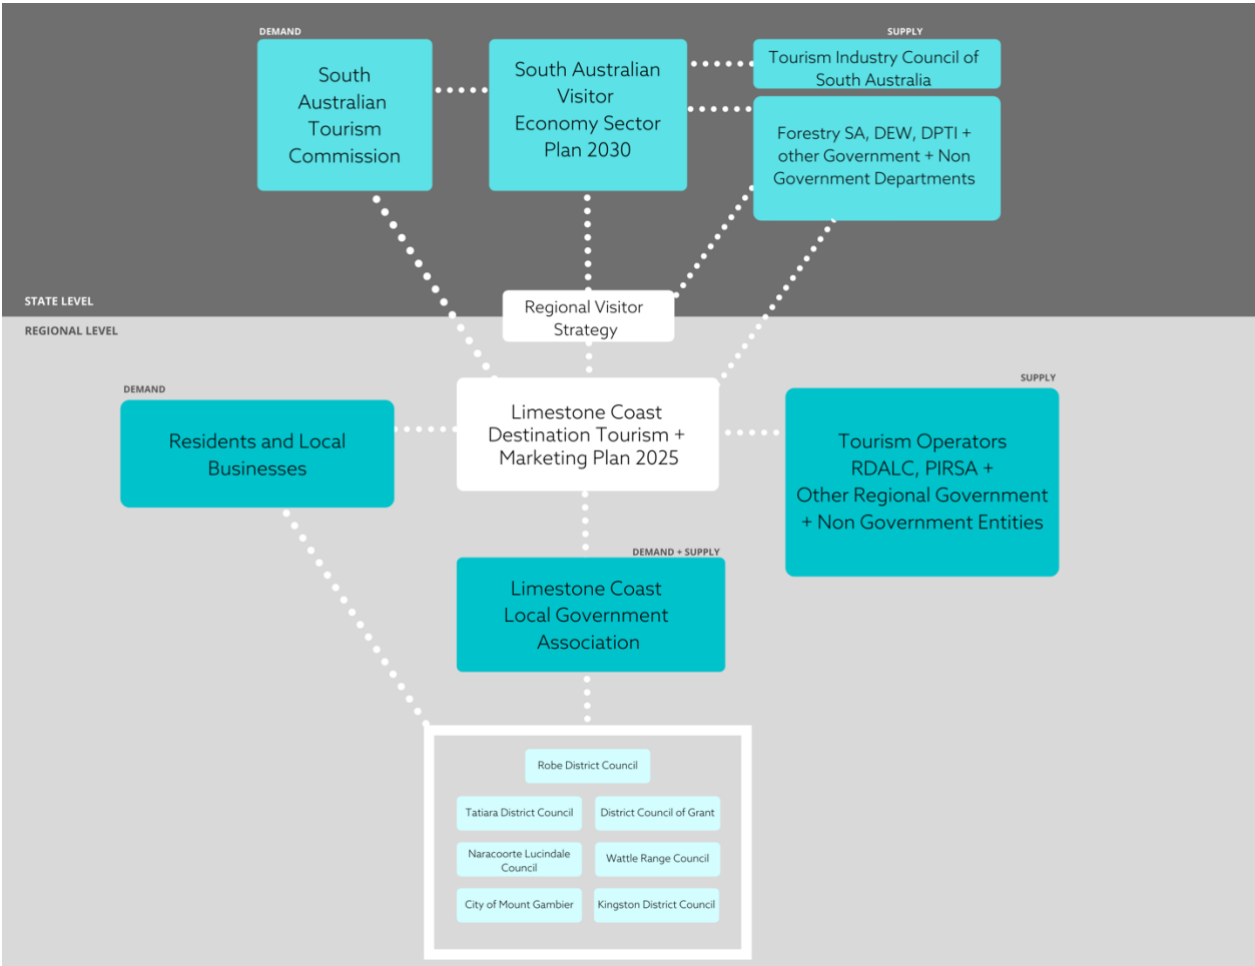 DEMAND
South
Australian
Tourism
Commission
South Australian
Visitor
Economy Sector
Plan 2030
SUPPLY
Tourism Industry Council of
South Australia
Forestry SA, DEW, DPTI +
other Government + Non
Government Departments
STATE LEVEL
Regional Visitor
Strategy
REGIONAL LEVEL
DEMAND
Residents and Local
Businesses
Limestone Coast
Destination Tourism +
Marketing Plan 2025
SUPPLY
Tourism Operators
RDALC, PIRSA +
Other Regional Government
+ Non Government Entities
DEMAND + SUPPLY
Limestone Coast
Local Government
Association
Robe District Council
Tatiara District Council
District Council of Grant
Naracoorte Lucindale
Council
Wattle Range Council
City of Mount Gambier
Kingston District Council